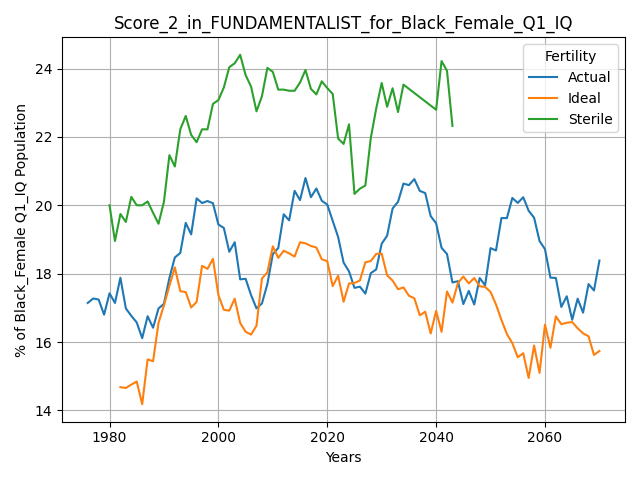 Score_2_in_FUNDAMENTALIST_for_Black_Female_Q1_IQ
Fertility
Actual
Ideal
Sterile
% of Black_Female Q1_IQ Population
24
22
20
18
16
14
1980
2000
2020
2040
2060
Years